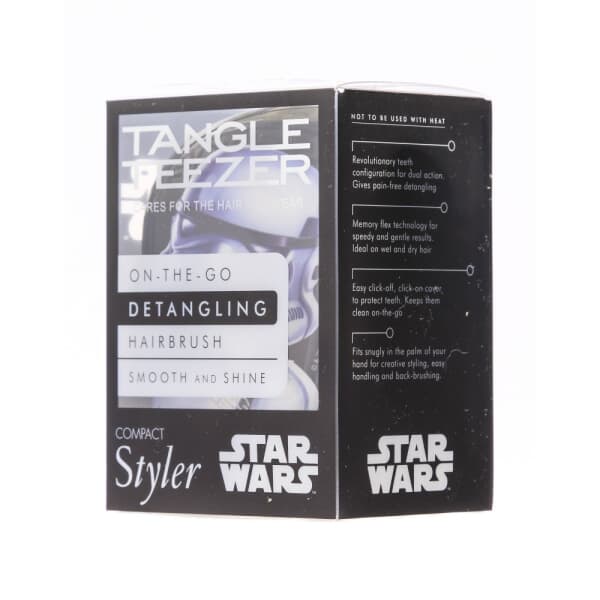 TANGLE
TEEZER
FOR THE HAIR
ON-THE-GO
DETANGLING
HAIRBRUSH
SMOOTH AND SHINE
COMPACT
Styler
STAR
WARS
NOT TO BE USED WITH HEAT
Revolutionary teeth
configuration for dual action.
Gives pain-free detangling
Memory flex technology for
speedy and gentle results.
Ideal on wet and dry hair
Easy click-off, click-on cover
to protect teeth. Keeps them
clean on-the-go
Fits snugly in the palm of your
hand for creative styling, easy
handling and back-brushing.
STAR
WARS